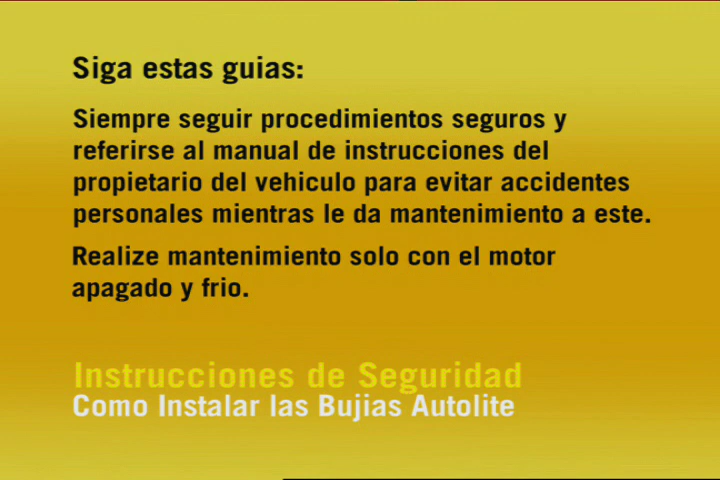 Siga estas guias:
Siempre seguir procedimientos seguros y
referirse al manual de instrucciones del
propietario del vehiculo para evitar accidentes
personales mientras le da mantenimiento a este.
Realize mantenimiento solo con el motor
apagado y frio.
Instrucciones de Seguridad
Como Instalar las Bujias Autolite